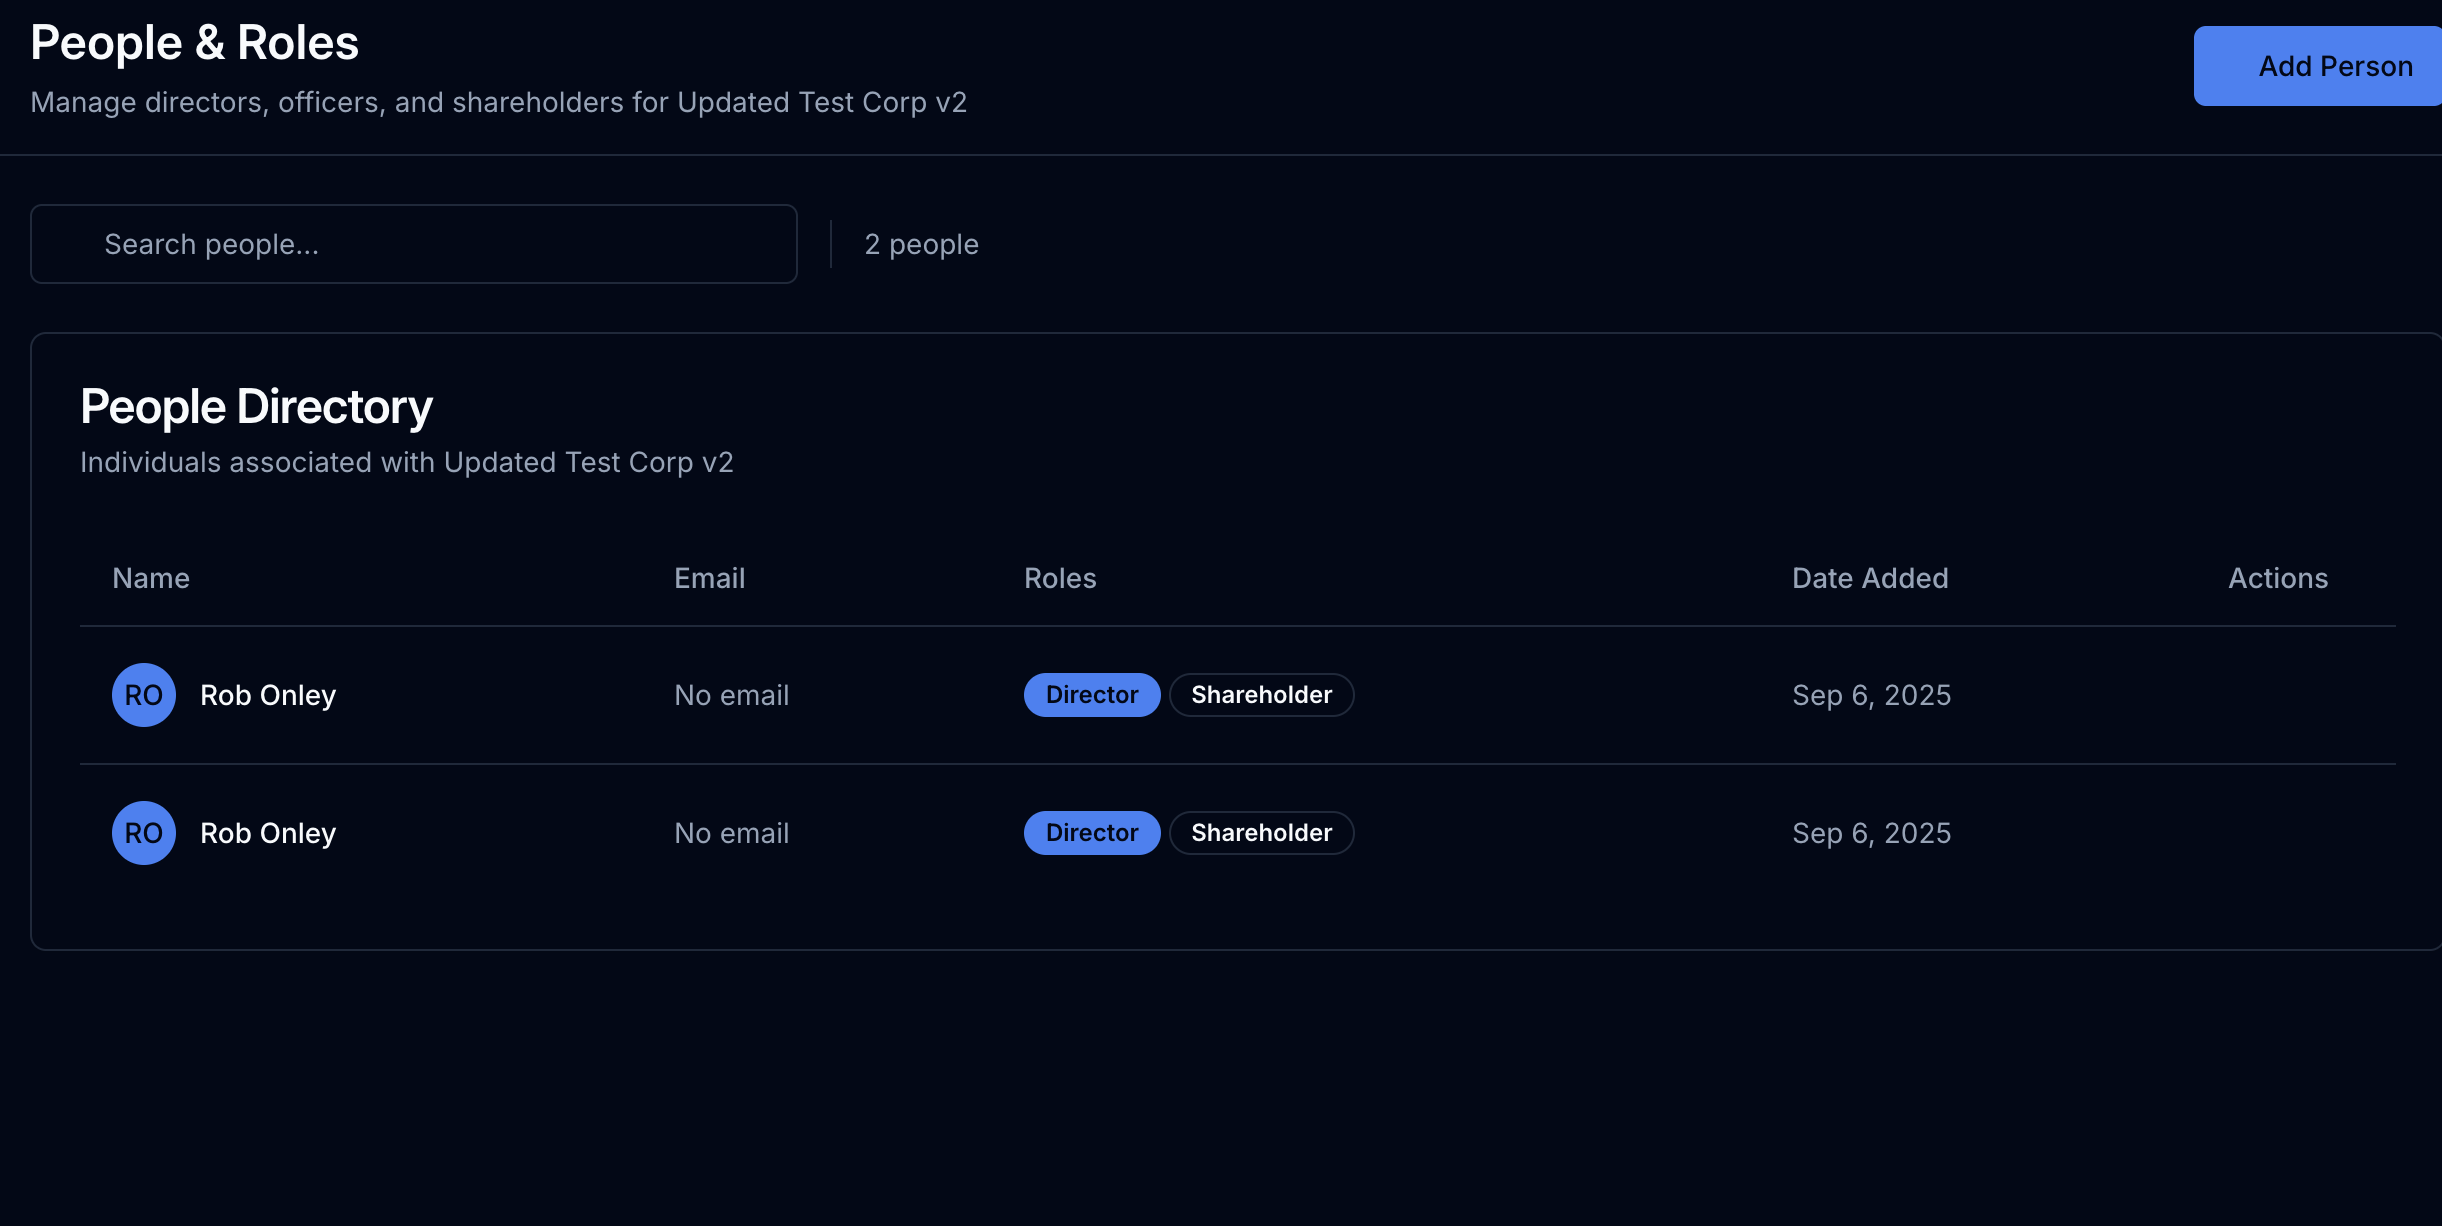 People & Roles
Add Person
Manage directors, officers, and shareholders for Updated Test Corp v2
Search people...
2 people
People Directory
Individuals associated with Updated Test Corp v2
Name Email Roles Date Added Actions
RO Rob Onley No email Director Shareholder Sep 6, 2025
RO Rob Onley No email Director Shareholder Sep 6, 2025